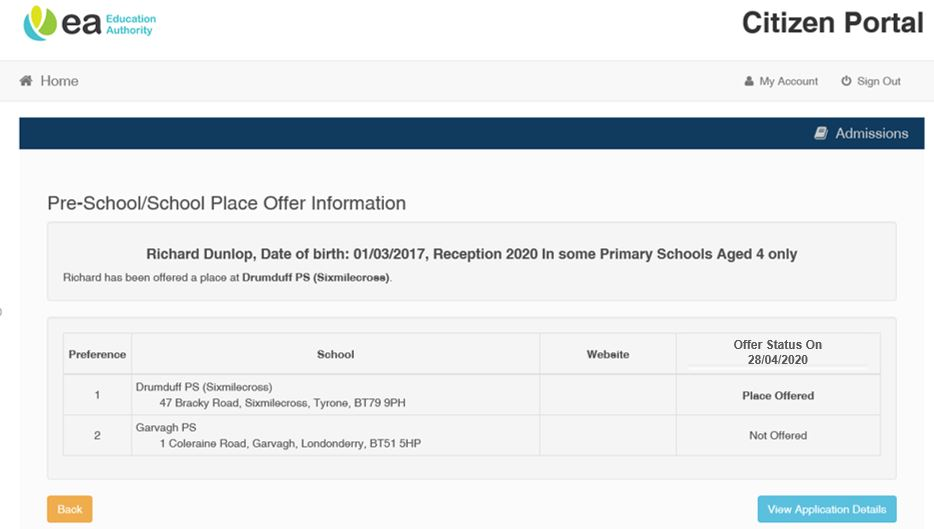 ea Education Authority
Citizen Portal
Home
My Account
Sign Out
Admissions
Pre-School/School Place Offer Information
Richard Dunlop, Date of birth: 01/03/2017, Reception 2020 In some Primary Schools Aged 4 only
Richard has been offered a place at Drumduff PS (Sixmilecross).
Preference School Website Offer Status On 28/04/2020
1 Drumduff PS (Sixmilecross) Place Offered
47 Bracky Road, Sixmilecross, Tyrone, BT79 9PH
2 Garvagh PS Not Offered
1 Coleraine Road, Garvagh, Londonderry, BT51 5HP
Back
View Application Details